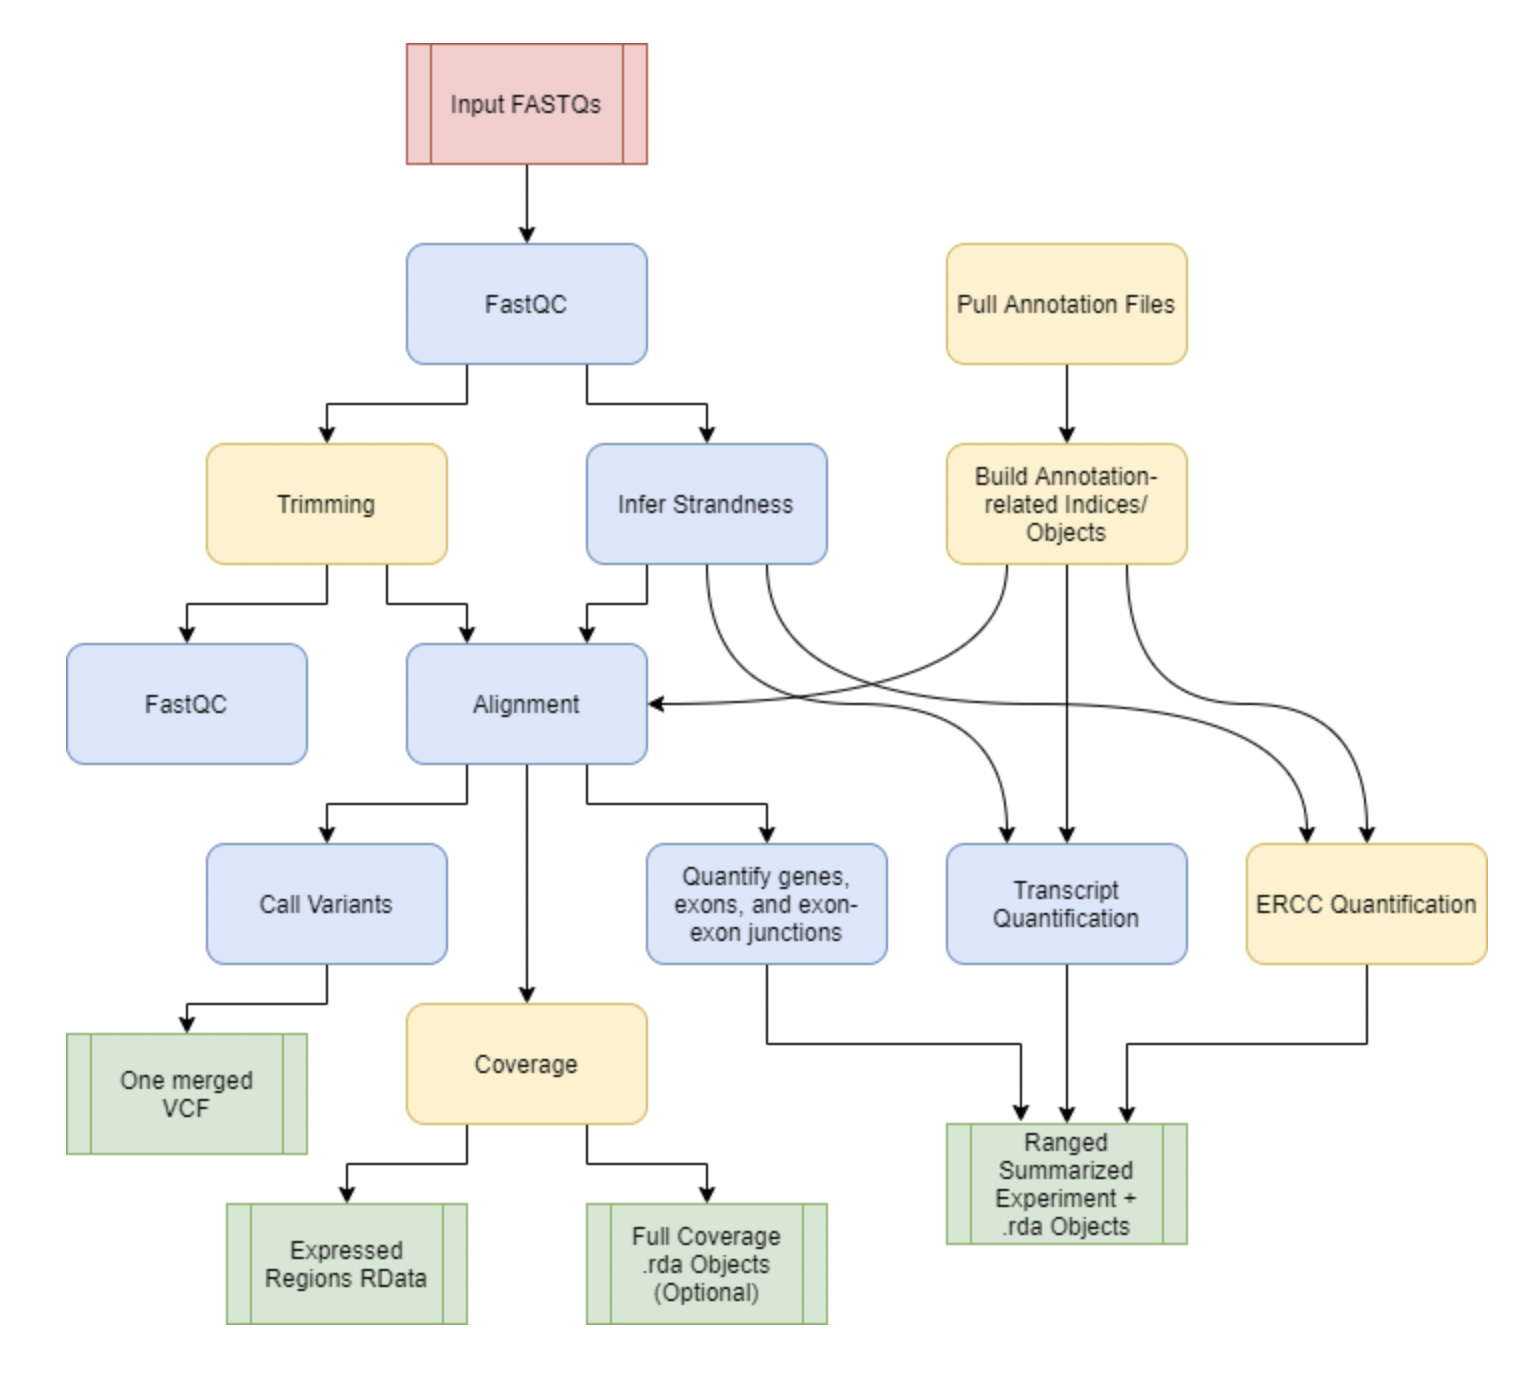 Input FASTQs
FastQC
Pull Annotation Files
Trimming
Infer Strandness
Build Annotation-
related Indices/
Objects
FastQC
Alignment
Call Variants
Quantify genes,
exons, and exon-
exon junctions
Transcript
Quantification
ERCC Quantification
One merged
VCF
Coverage
Ranged
Summarized
Experiment +
.rda Objects
Expressed
Regions RData
Full Coverage
.rda Objects
(Optional)